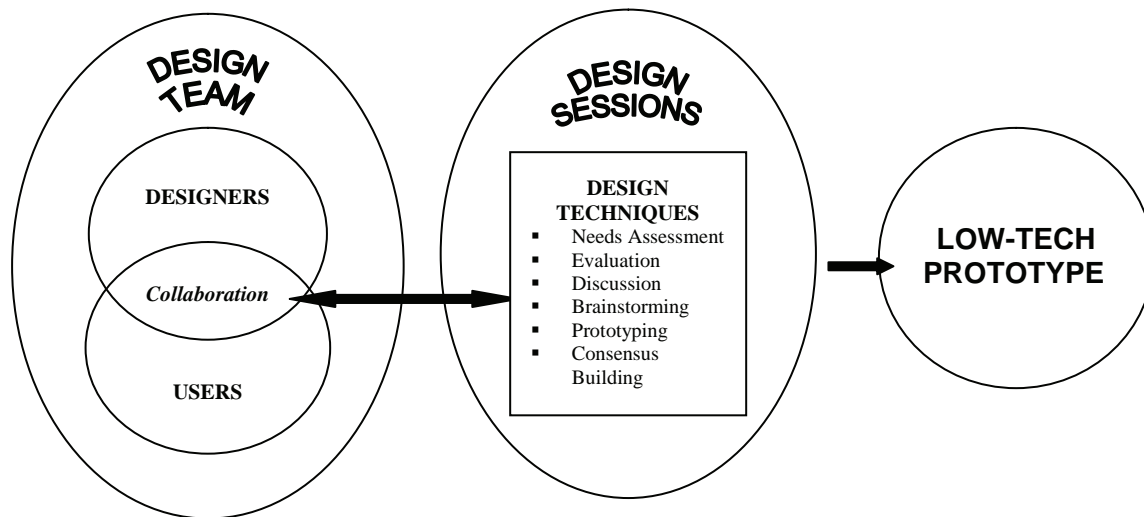 DESIGN
TEAM
DESIGNERS
Collaboration
USERS
DESIGN
SESSIONS
DESIGN
TECHNIQUES
▪ Needs Assessment
▪ Evaluation
▪ Discussion
▪ Brainstorming
▪ Prototyping
▪ Consensus
Building
LOW-TECH
PROTOTYPE